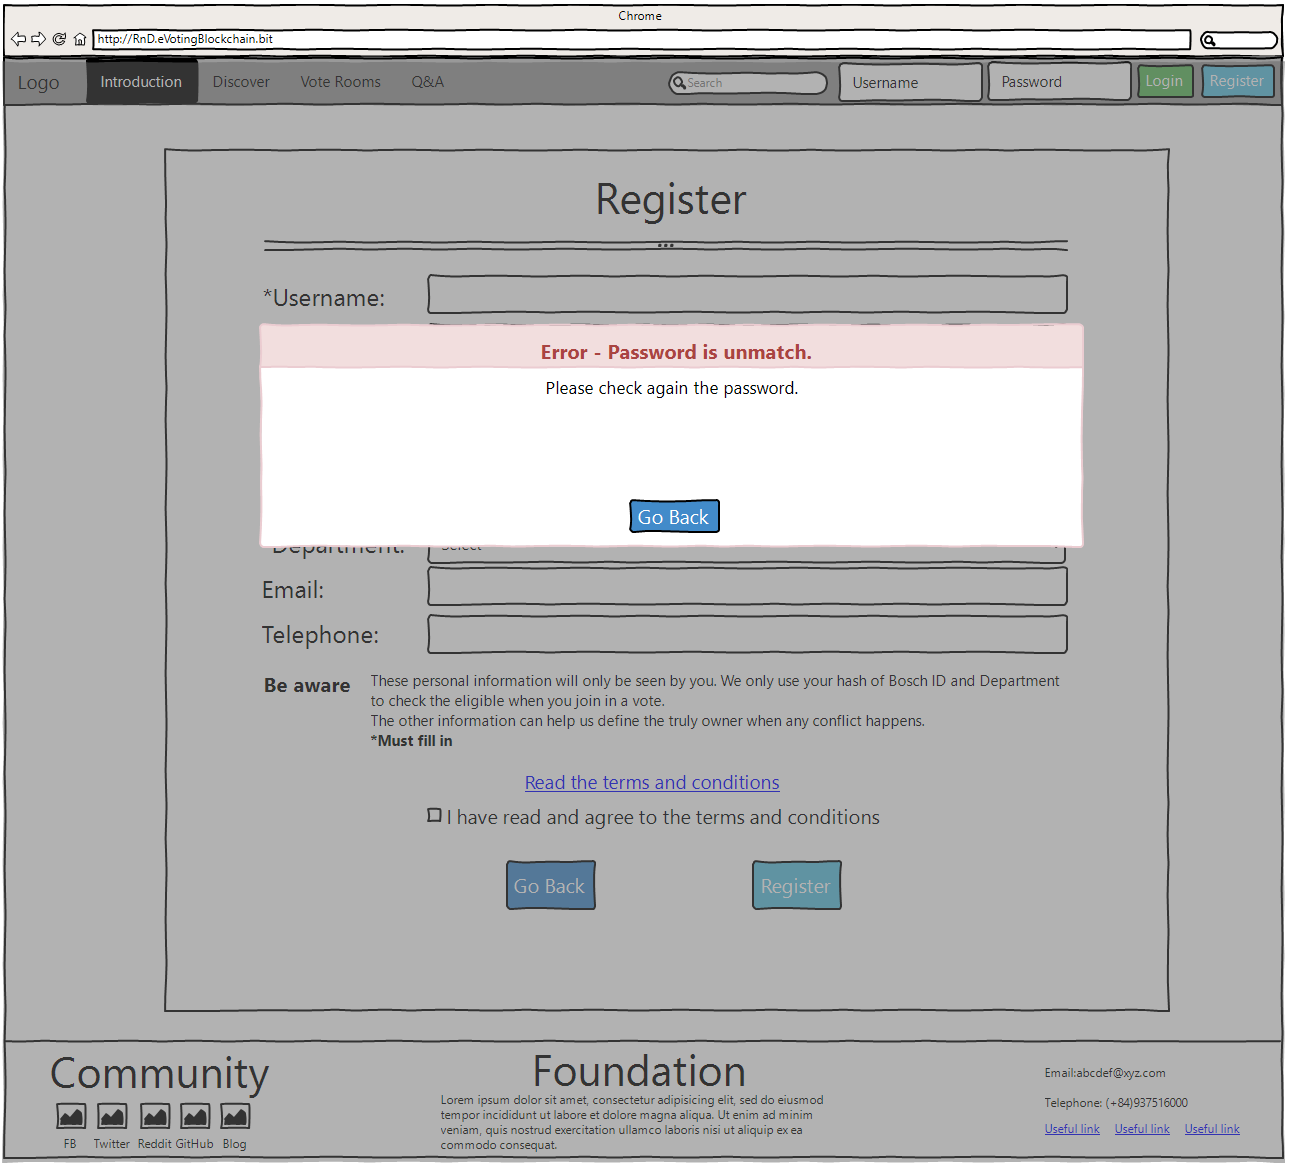 Chrome
http://RnD.eVotingBlockchain.bit
Logo Introduction Discover Vote Rooms Q&A Search Username Password Login Register
Register
*Username:
Error - Password is unmatch.
Please check again the password.
Go Back
*Department: Select
Email:
Telephone:
Be aware These personal information will only be seen by you. We only use your hash of Bosch ID and Department
to check the eligible when you join in a vote.
The other information can help us define the truly owner when any conflict happens.
*Must fill in
Read the terms and conditions
I have read and agree to the terms and conditions
Go Back Register
Community
FB Twitter Reddit GitHub Blog
Foundation
Lorem ipsum dolor sit amet, consectetur adipisicing elit, sed do eiusmod
tempor incididunt ut labore et dolore magna aliqua. Ut enim ad minim
veniam, quis nostrud exercitation ullamco laboris nisi ut aliquip ex ea
commodo consequat.
Email:abcdef@xyz.com
Telephone: (+84)937516000
Useful link Useful link Useful link